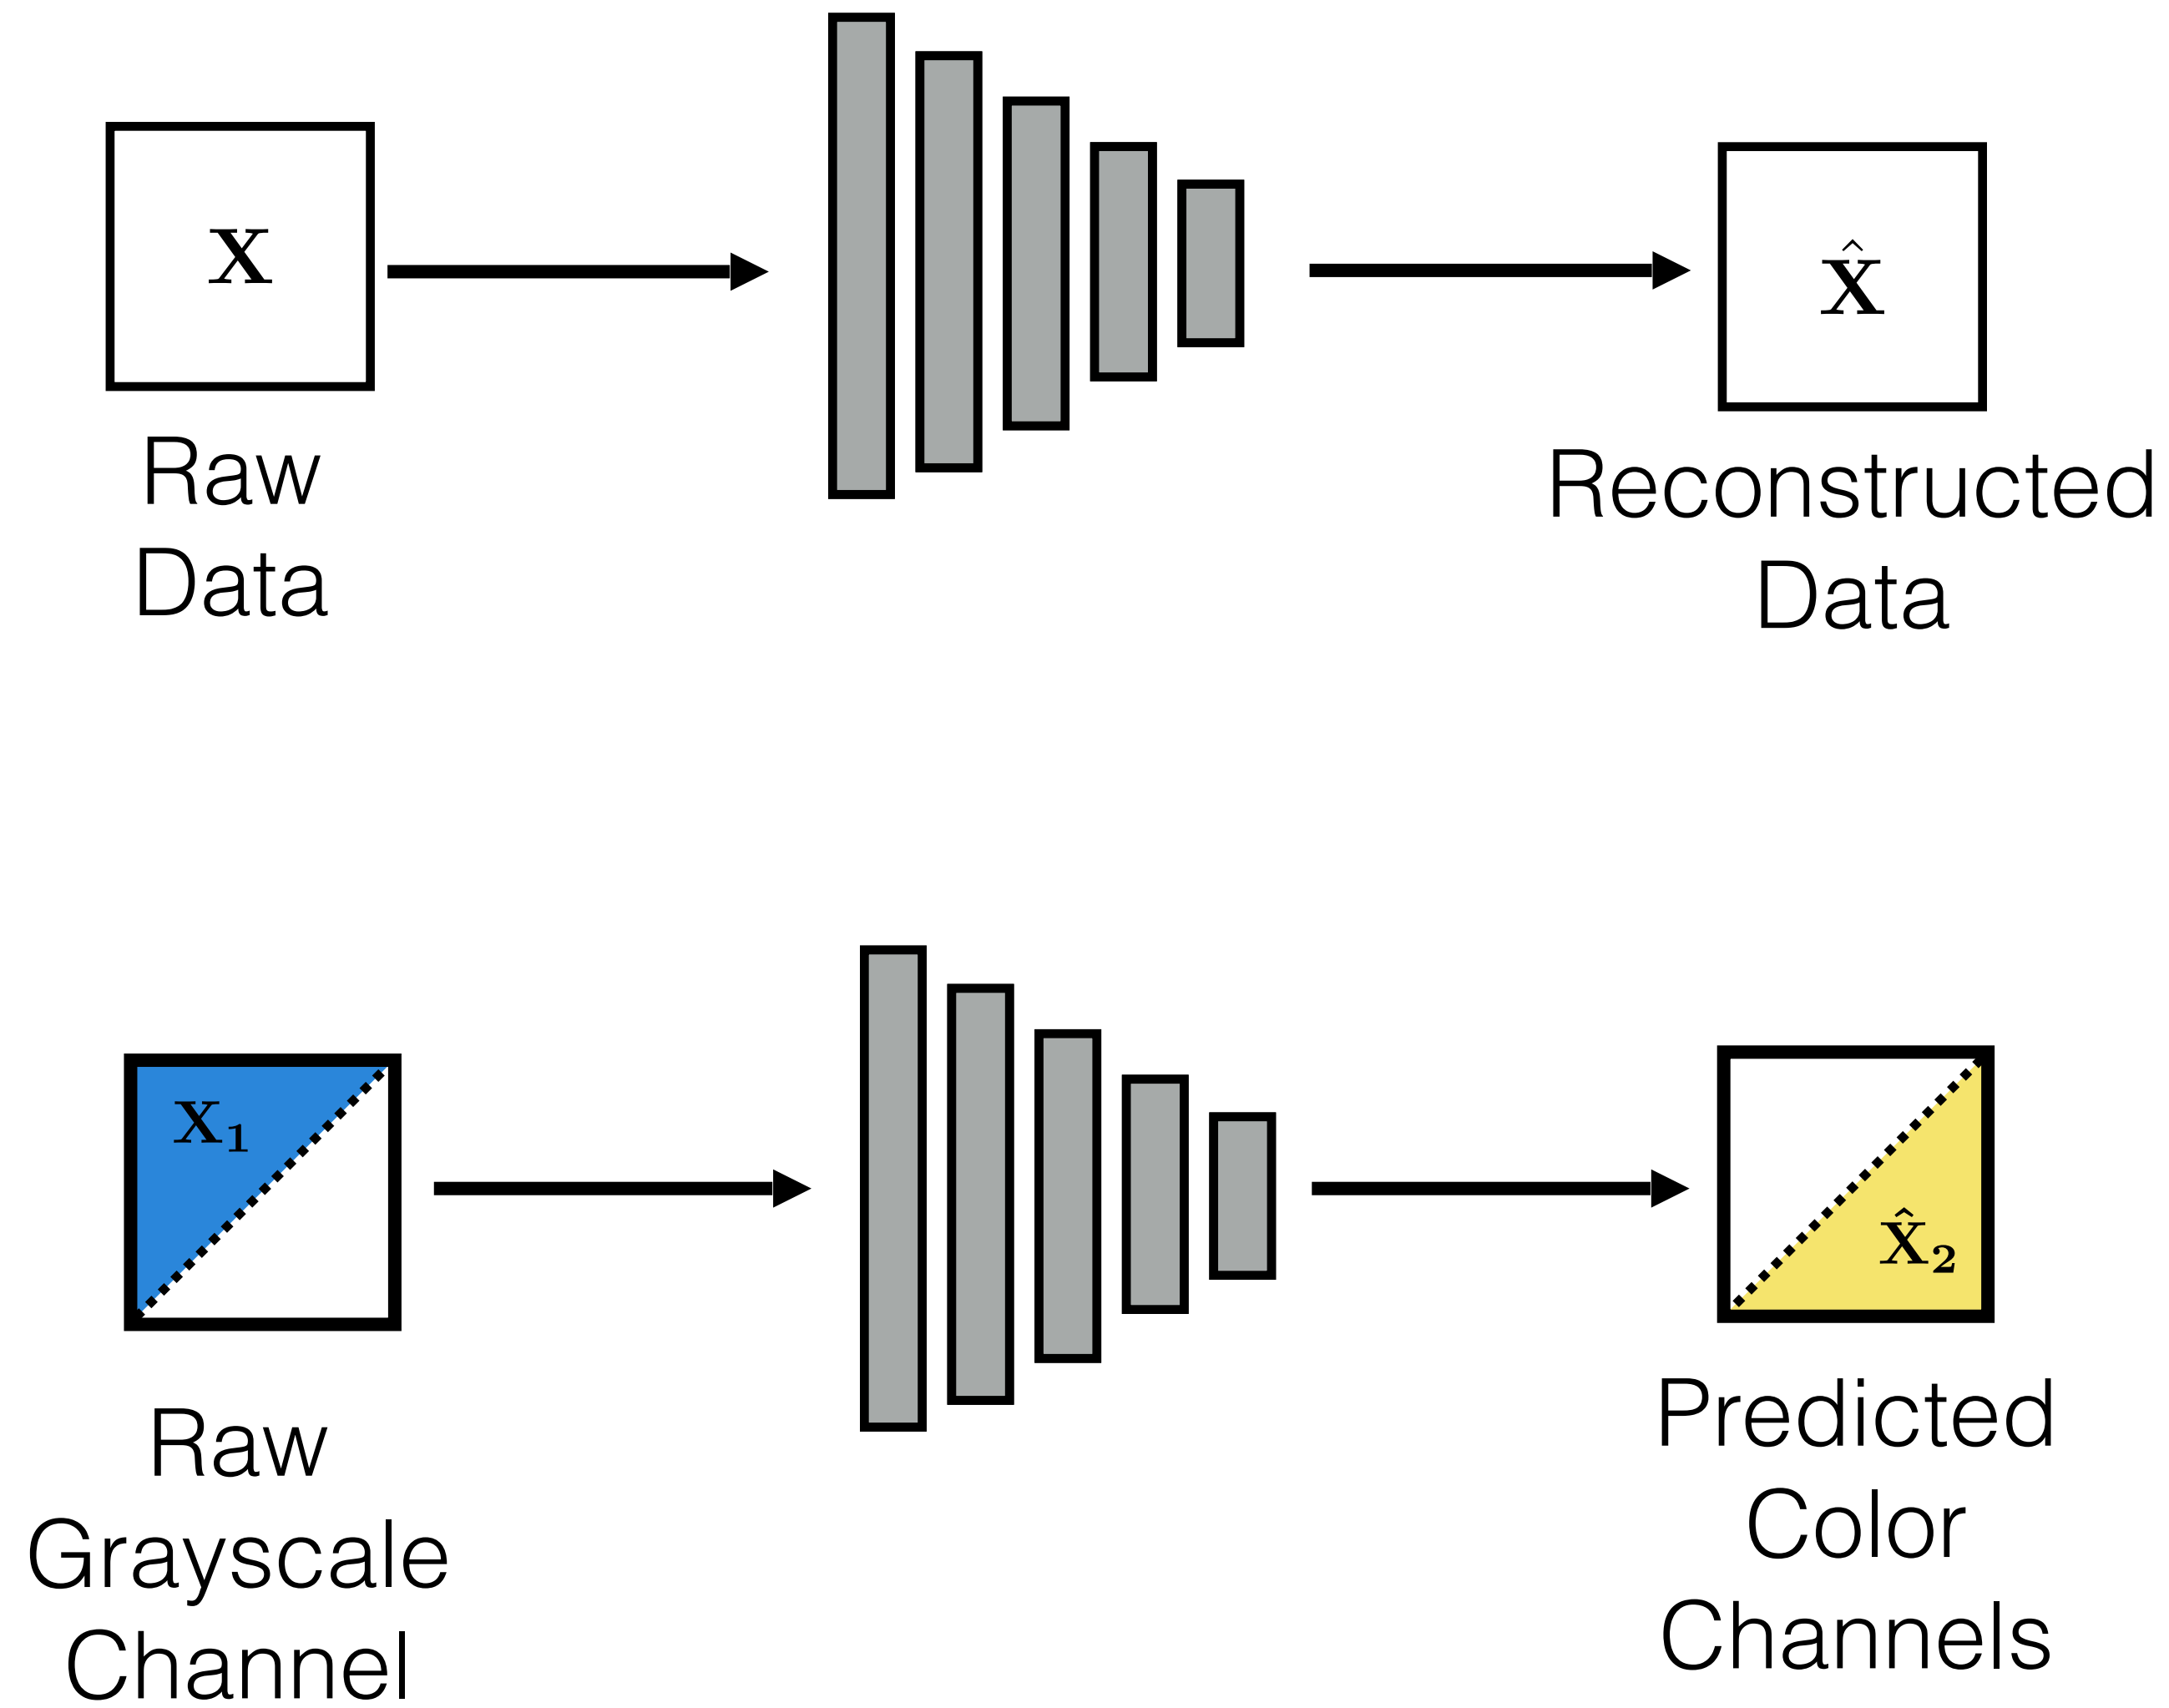 x
x̂
Raw
Data
Reconstructed
Data
x₁
x̂₂
Raw
Grayscale
Channel
Predicted
Color
Channels